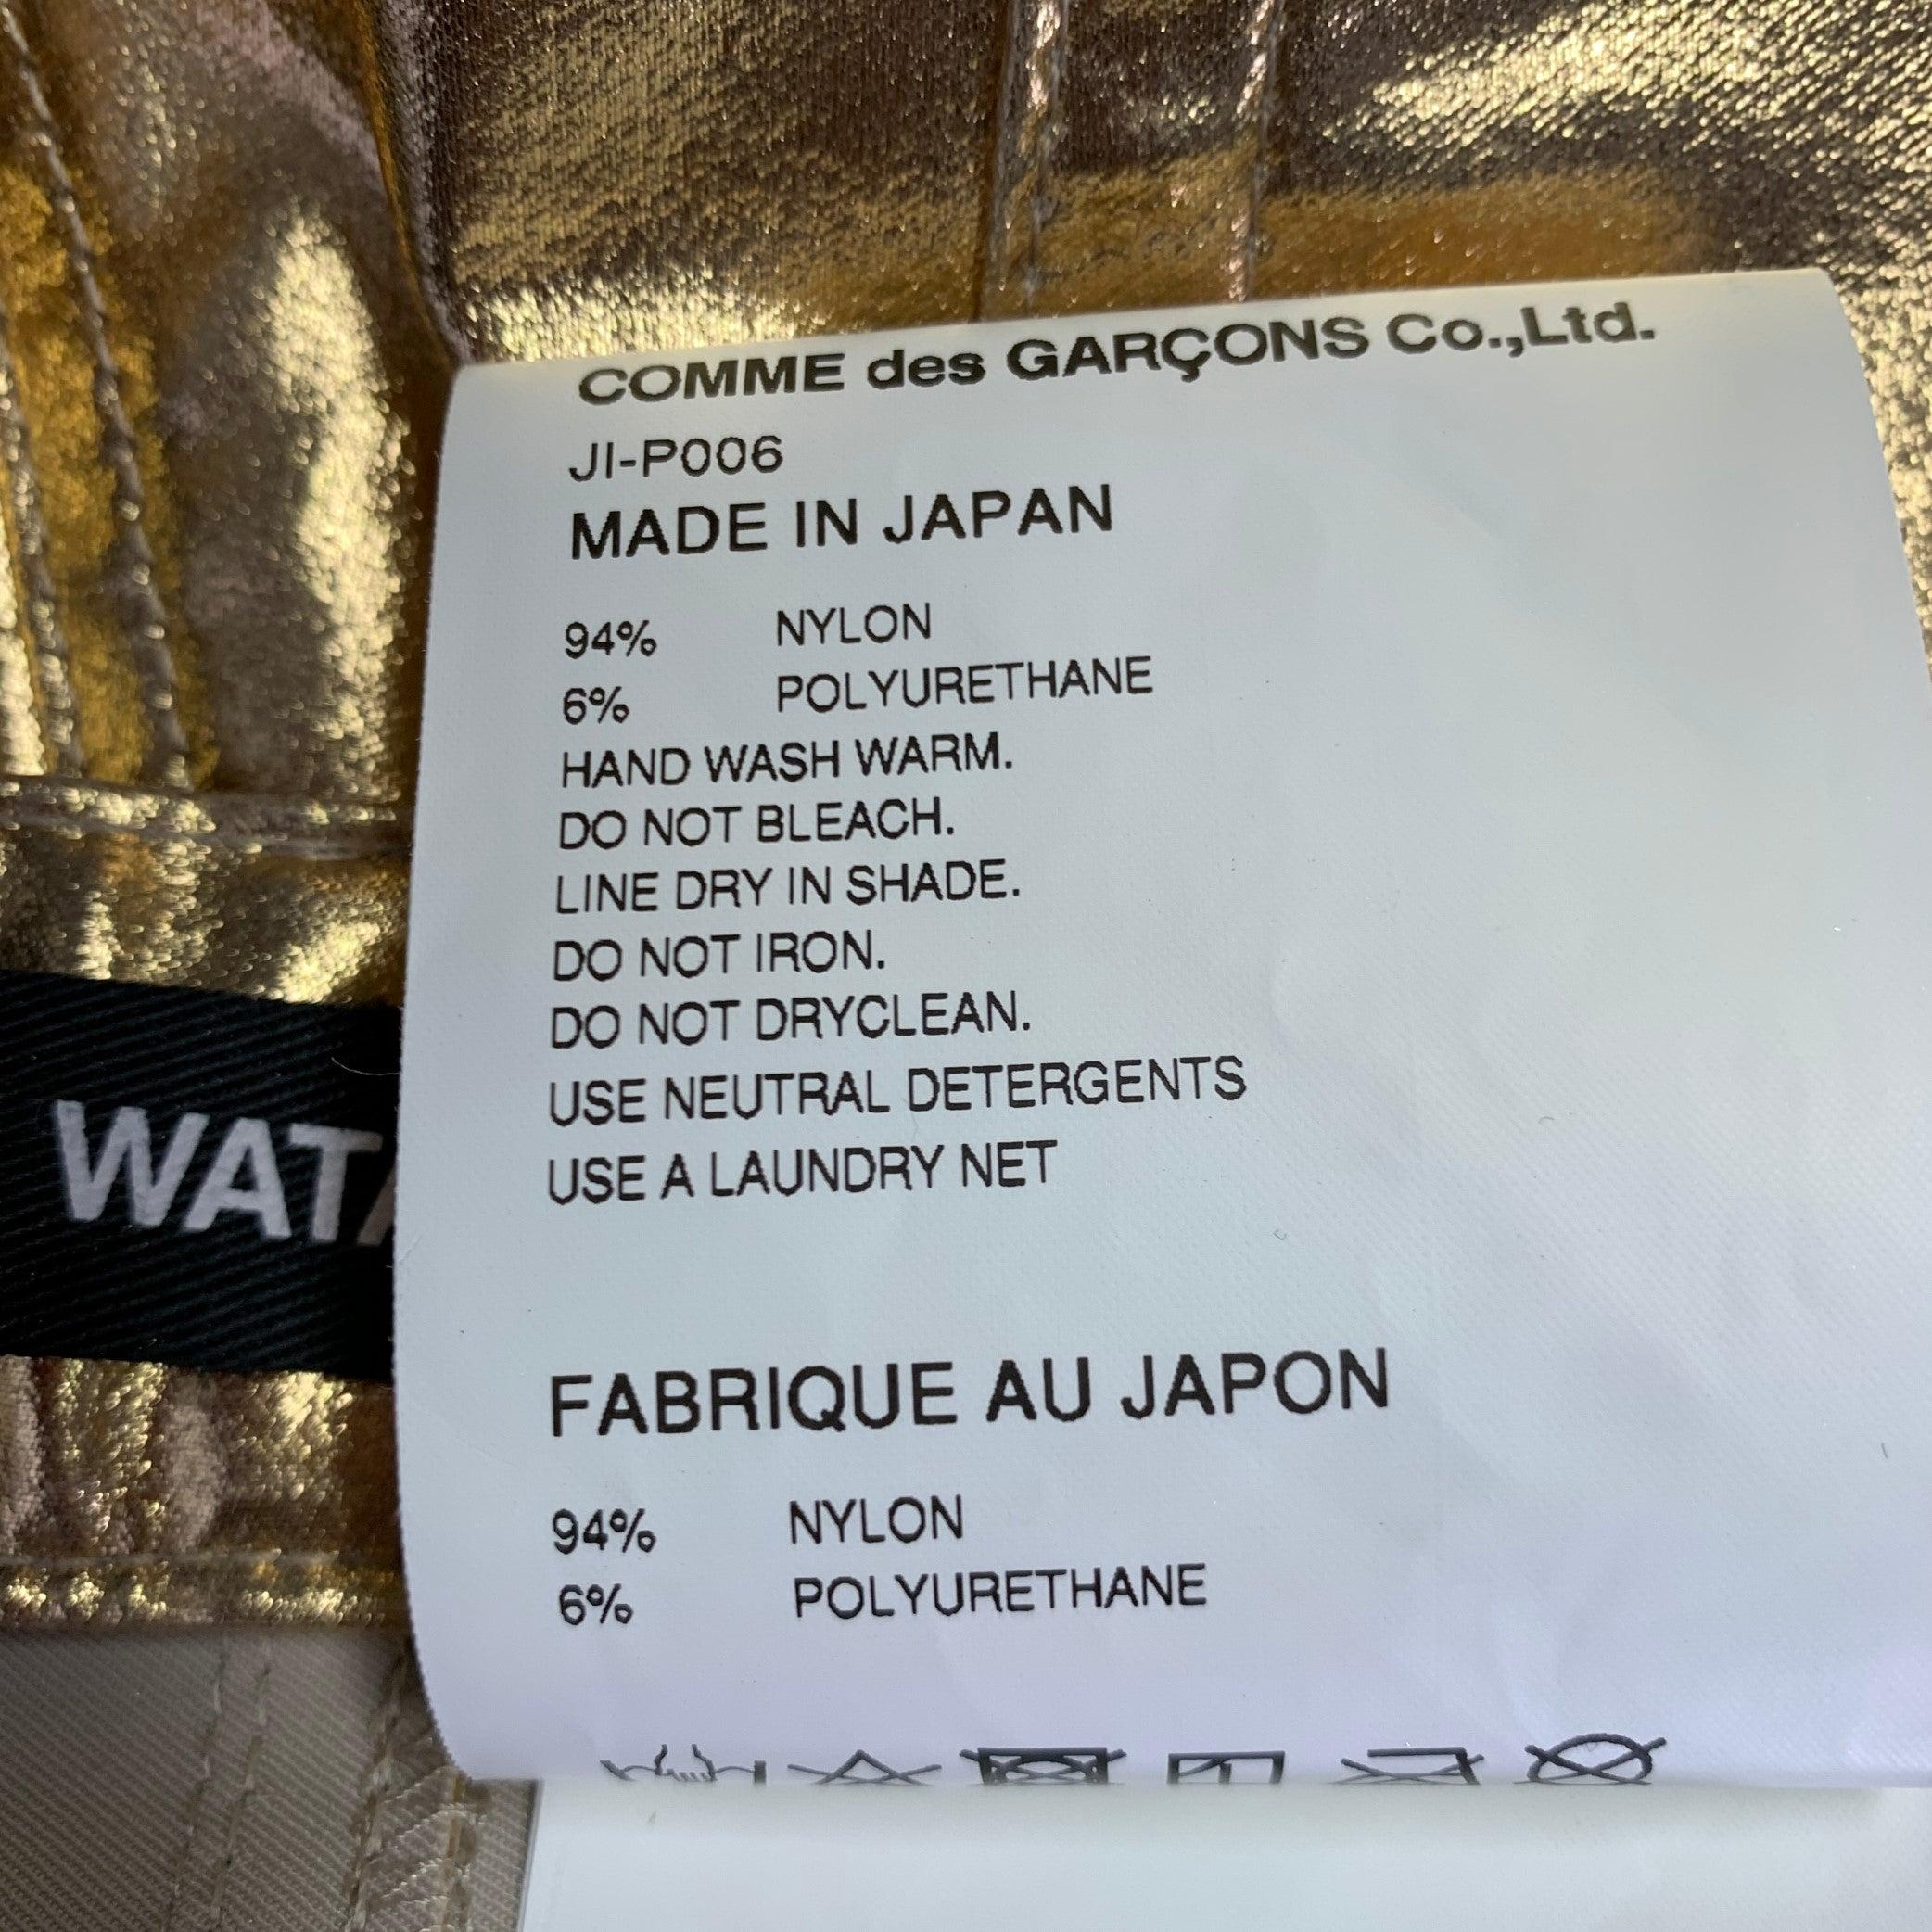 COMME des GARÇONS Co.,Ltd.
JI-P006
MADE IN JAPAN
94% NYLON
6% POLYURETHANE
HAND WASH WARM.
DO NOT BLEACH.
LINE DRY IN SHADE.
DO NOT IRON.
DO NOT DRYCLEAN.
USE NEUTRAL DETERGENTS
USE A LAUNDRY NET
WAT
FABRIQUE AU JAPON
94% NYLON
6% POLYURETHANE